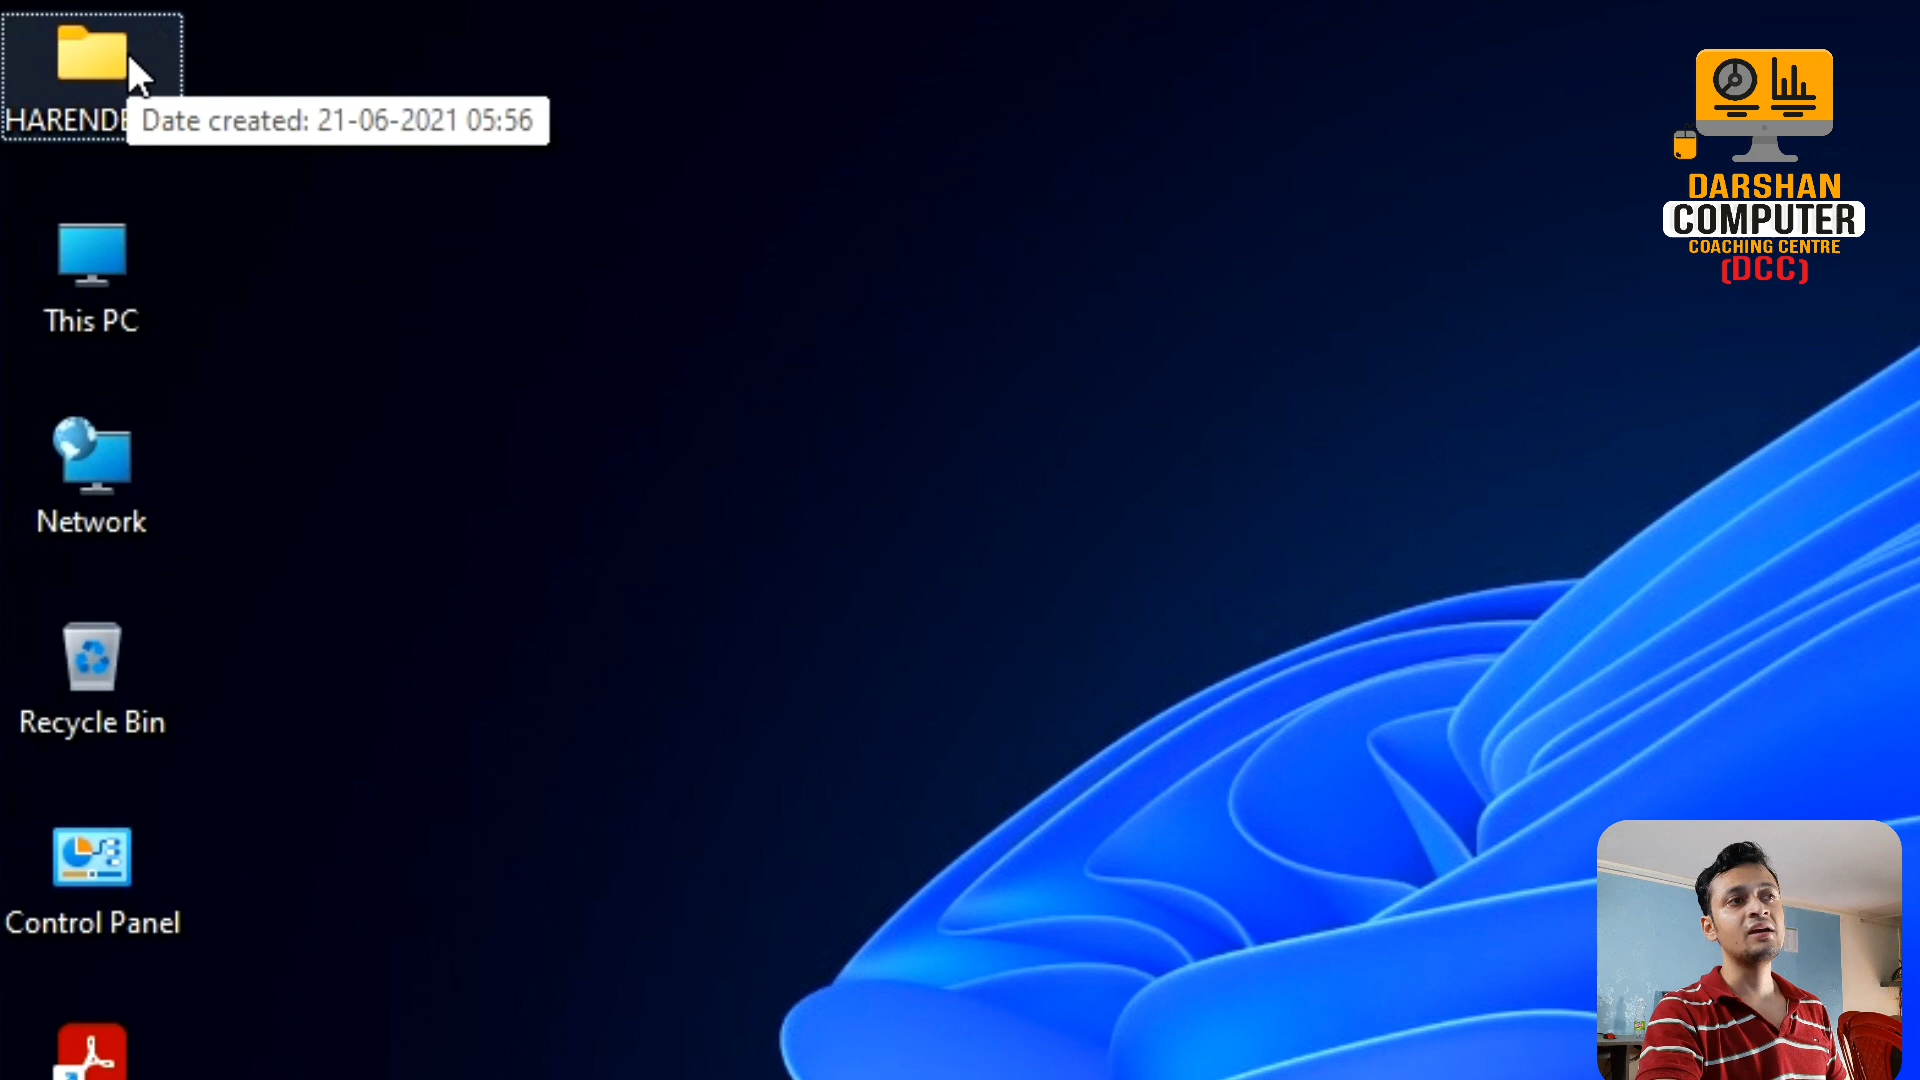 HARENDE
Date created: 21-06-2021 05:56
This PC
Network
Recycle Bin
Control Panel
DARSHAN
COMPUTER
COACHING CENTRE
(DCC)